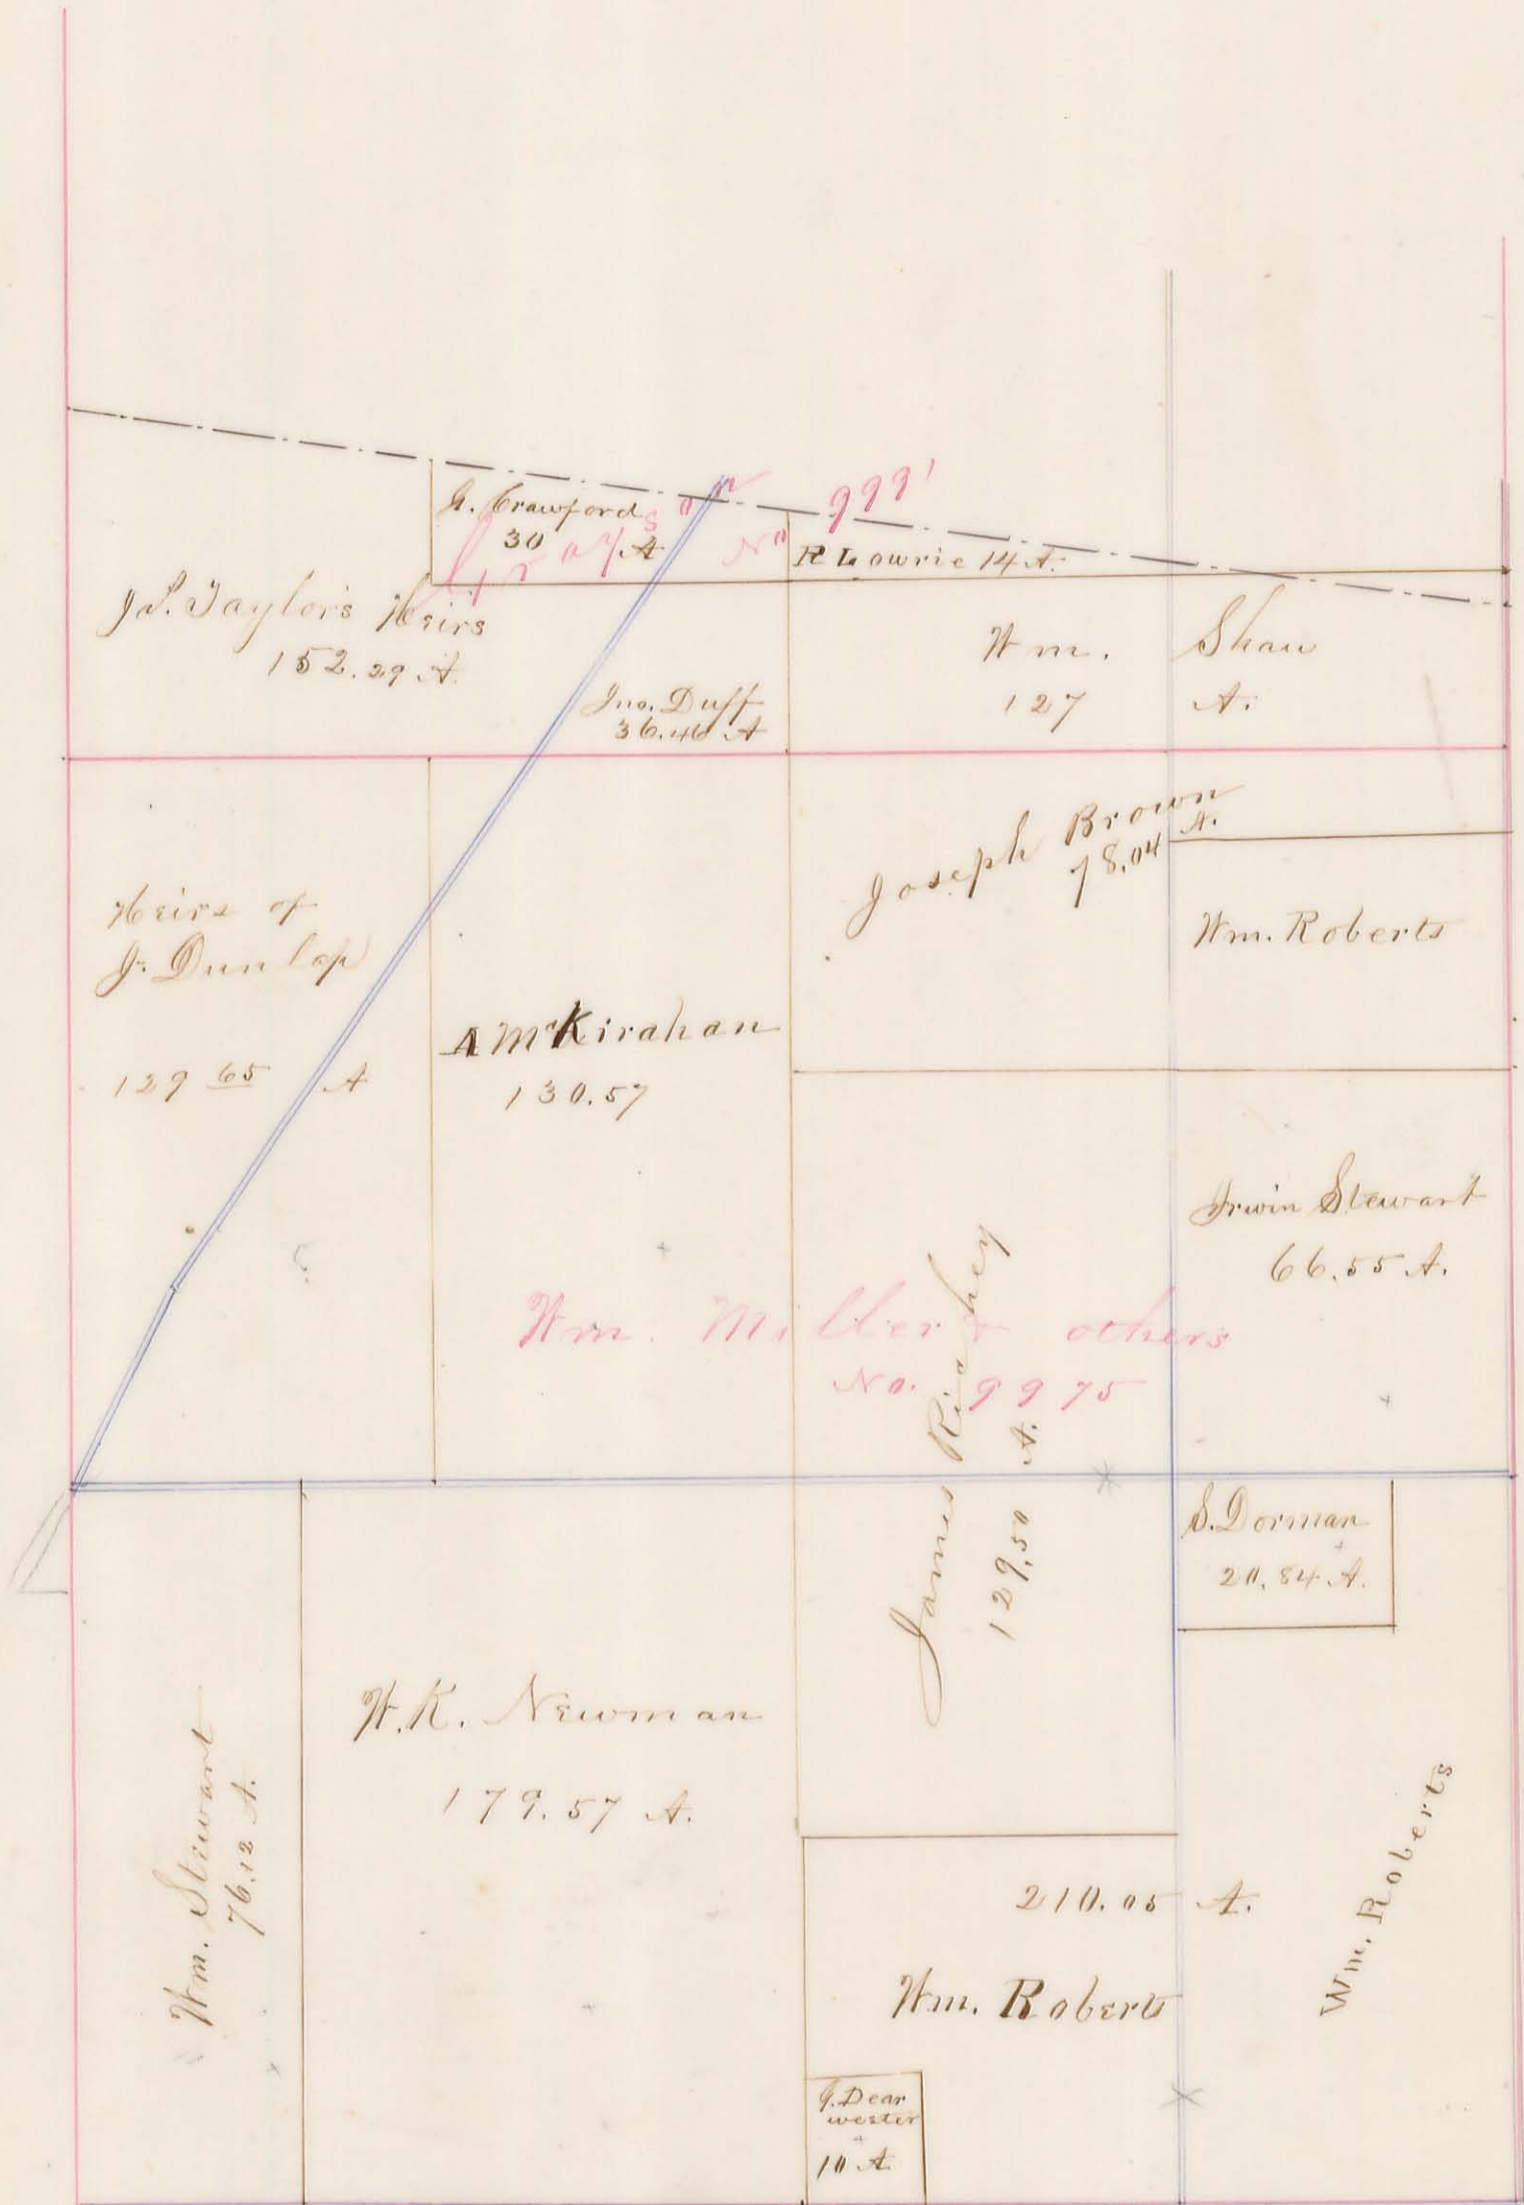 G. Crawford
30 A
No 999'
R Lowrie 14 A.
J.S. Taylor's Heirs
152.29 A.
Jno. Duff
36.46 A
Wm. Shaw
127 A.
Joseph Brown
78.04 A.
Wm. Roberts
Heirs of
J. Dunlap
129 65 A
A McKirahan
130.57
Irwin Stewart
66.55 A.
Wm. Miller & others
No. 9975
James Richey
129.50 A.
S. Dorman
20.84 A.
Wm. Stewart
76.12 A.
W.K. Newman
179.57 A.
210.05 A.
Wm. Roberts
Wm. Roberts
Dear
wester
10 A